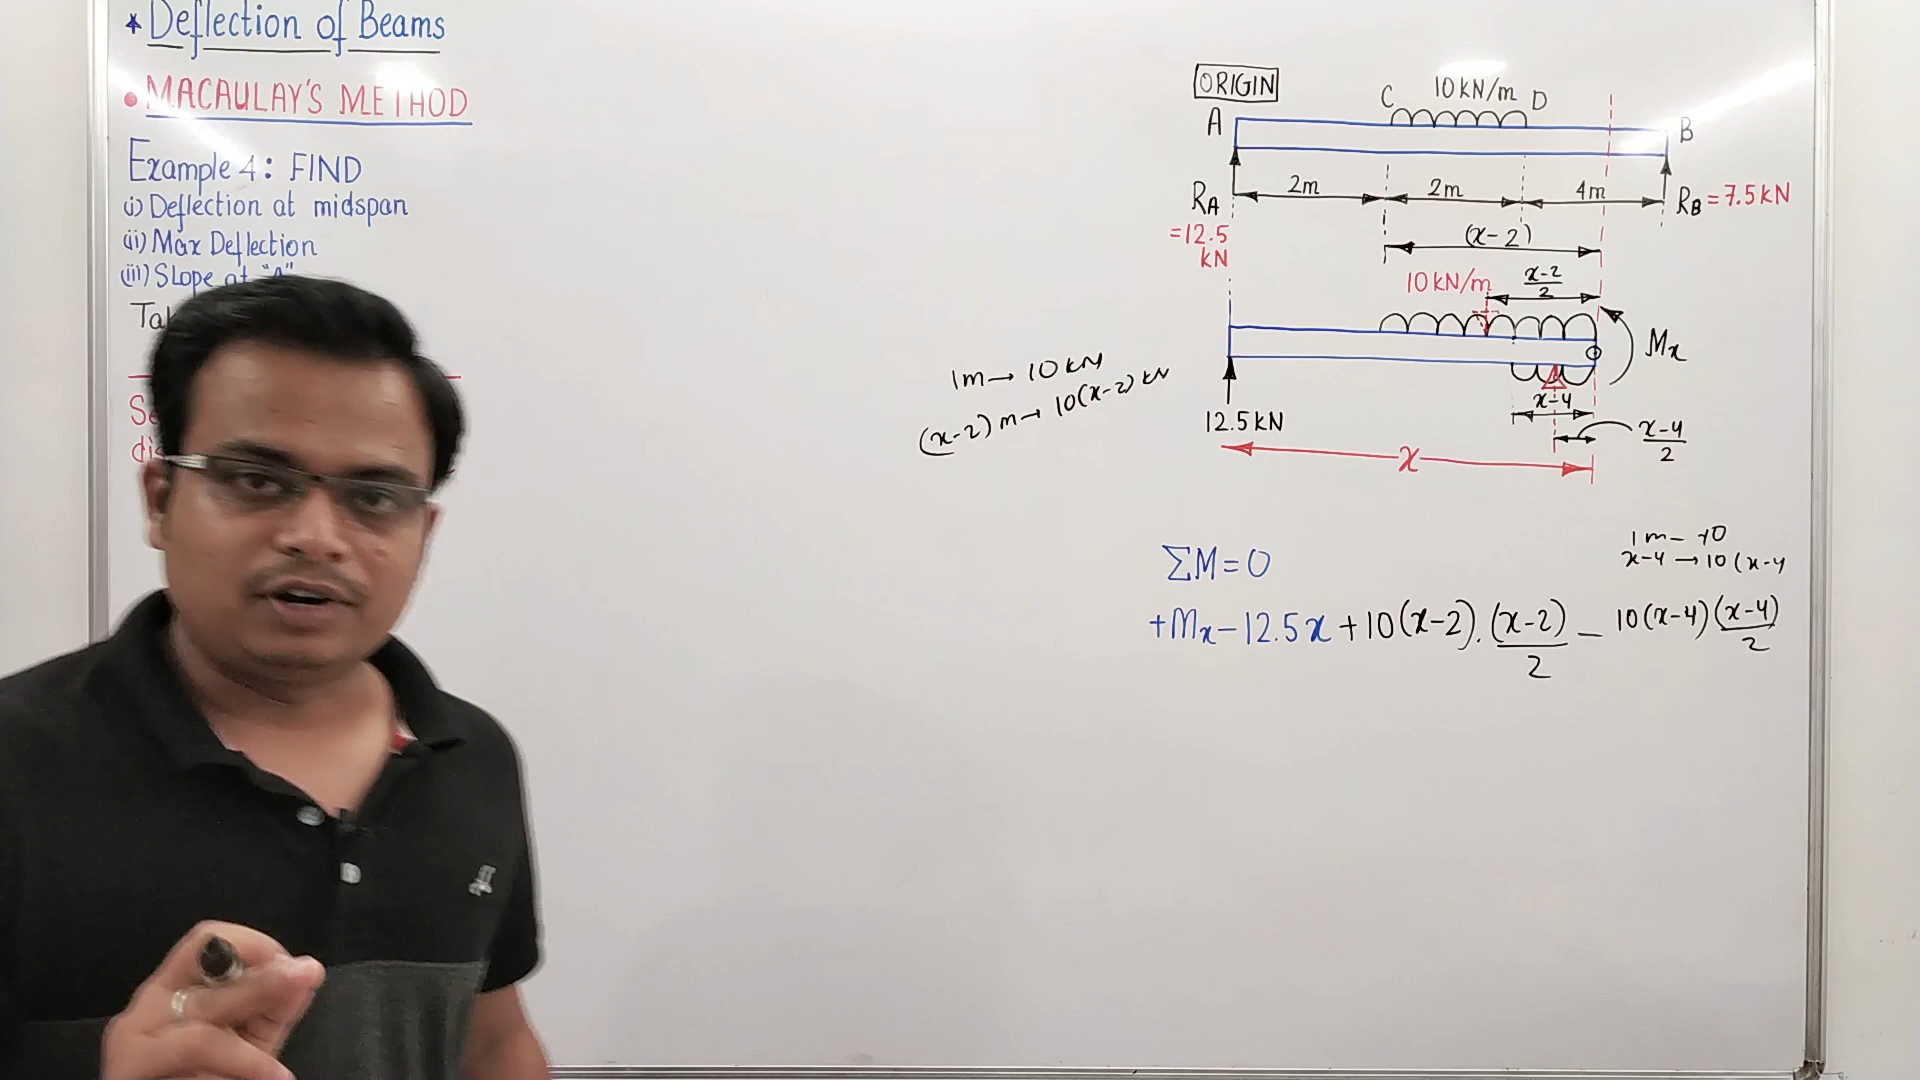 * Deflection of Beams
• MACAULAY'S METHOD
Example 4: FIND
(i) Deflection at midspan
(ii) Max Deflection
(iii) Slope at "A"
ORIGIN
A
C
10 kN/m
D
B
2m
2m
4m
RA
=12.5
kN
RB = 7.5 kN
(x-2)
10 kN/m
x-2
2
Mx
1m → 10 kN
(x-2) m → 10(x-2) kN
12.5 kN
x-4
x-4
2
x
ΣM = 0
1m - 10
x-4 → 10(x-4
+Mx - 12.5x + 10(x-2).(x-2)/2 - 10(x-4)(x-4)/2